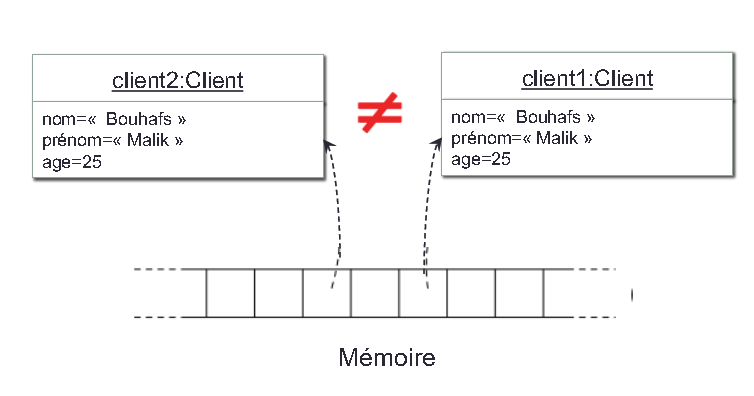 client2:Client
nom=«  Bouhafs »
prénom=« Malik »
age=25
≠
client1:Client
nom=«  Bouhafs »
prénom=« Malik »
age=25
Mémoire